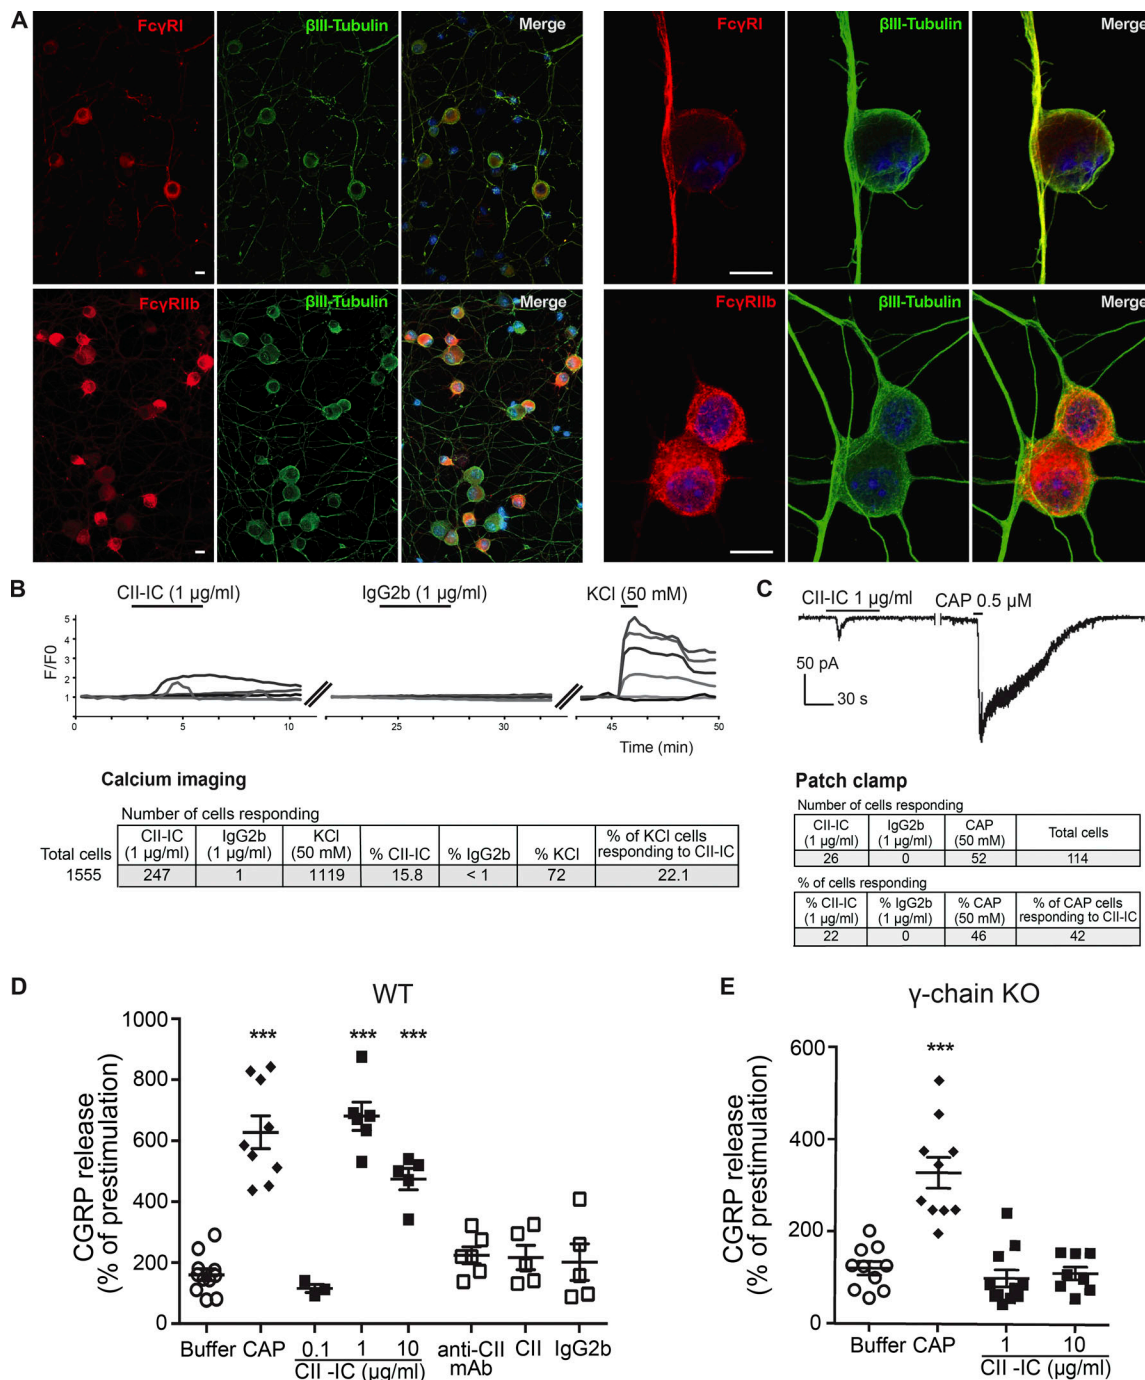 A
FcγRI
βIII-Tubulin
Merge
FcγRI
βIII-Tubulin
Merge
FcγRIIb
βIII-Tubulin
Merge
FcγRIIb
βIII-Tubulin
Merge
B
CII-IC (1 µg/ml)
IgG2b (1 µg/ml)
KCl (50 mM)
F/F0
5
4
3
2
1
0
5
10
25
30
45
50
Time (min)
Calcium imaging
Number of cells responding
CII-IC (1 µg/ml)
IgG2b (1 µg/ml)
KCl (50 mM)
% CII-IC
% IgG2b
% KCl
% of KCl cells responding to CII-IC
Total cells
1555
247
1
1119
15.8
< 1
72
22.1
C
CII-IC 1 µg/ml
CAP 0.5 µM
50 pA
30 s
Patch clamp
Number of cells responding
CII-IC (1 µg/ml)
IgG2b (1 µg/ml)
CAP (50 mM)
Total cells
26
0
52
114
% of cells responding
% CII-IC (1 µg/ml)
% IgG2b (1 µg/ml)
% CAP (50 mM)
% of CAP cells responding to CII-IC
22
0
46
42
D
WT
CGRP release
(% of prestimulation)
1000
800
600
400
200
0
***
***
***
Buffer
CAP
0.1
1
10
CII -IC (µg/ml)
anti-CII
mAb
CII
IgG2b
E
γ-chain KO
CGRP release
(% of prestimulation)
600
400
200
0
***
Buffer
CAP
1
10
CII -IC (µg/ml)